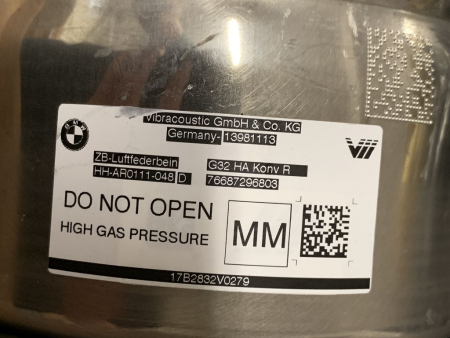 Vibracoustic GmbH & Co. KG
Germany- 13981113
BMW
ZB-Luftfederbein G32 HA Konv R
HH-AR0111-048 D 76687296803
DO NOT OPEN
HIGH GAS PRESSURE
MM
17B2832V0279